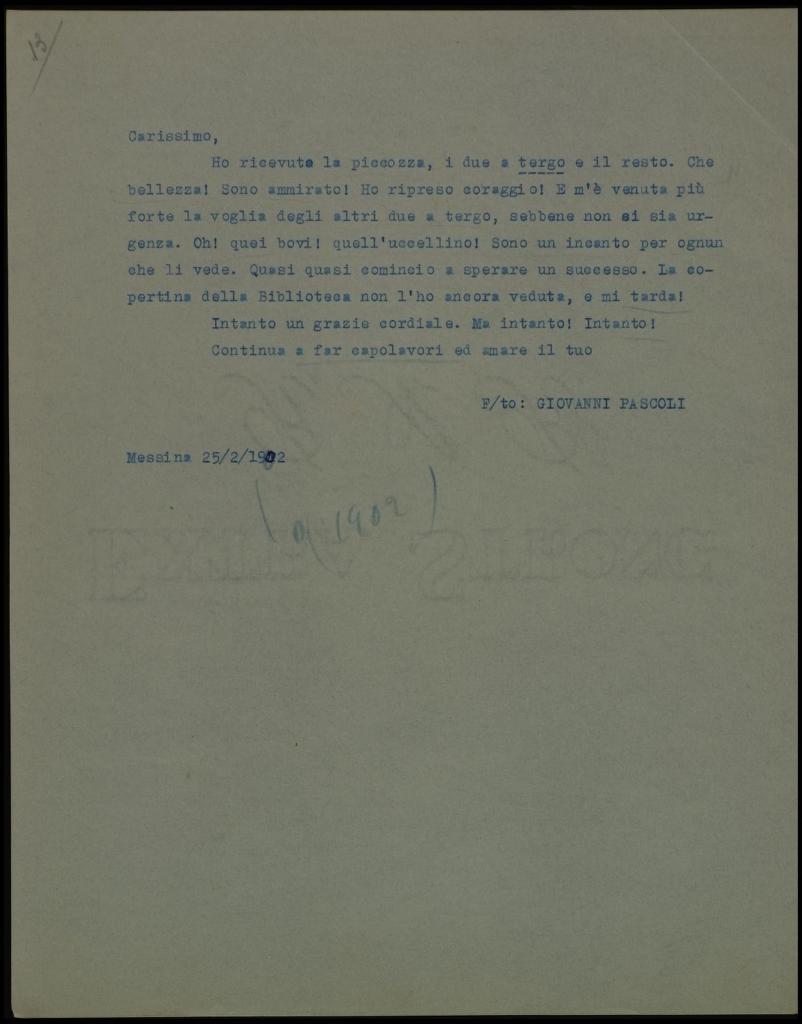 13
Carissimo,
Ho ricevute la piccozza, i due a tergo e il resto. Che
bellezza! Sono ammirato! Ho ripreso coraggio! E m'è venuta più
forte la voglia degli altri due a tergo, sebbene non ci sia ur-
genza. Oh! quei bovi! quell'uccellino! Sono un incanto per ognun
che li vede. Quasi quasi comincio a sperare un successo. La co-
pertina della Biblioteca non l'ho ancora veduta, e mi tarda!
Intanto un grazie cordiale. Ma intanto! Intanto!
Continua a far capolavori ed amare il tuo
F/to: GIOVANNI PASCOLI
Messina 25/2/1902
1902
EXTRA STRONG